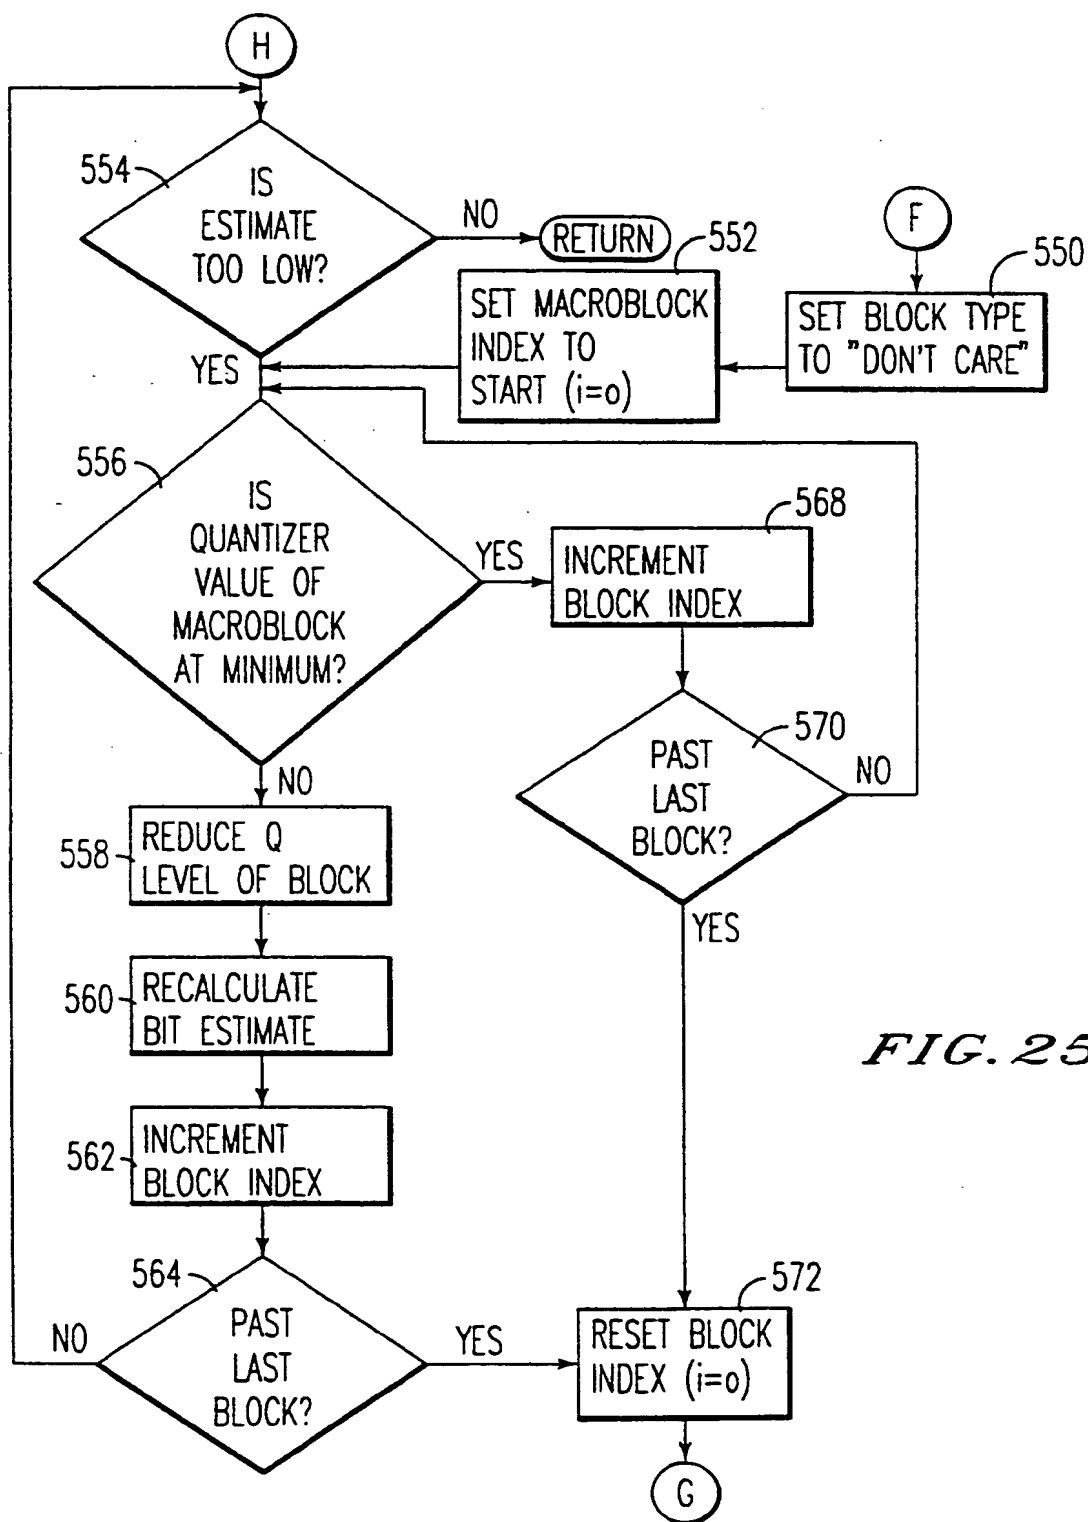 H
554
IS
ESTIMATE
TOO LOW?
NO
RETURN
YES
F
550
SET BLOCK TYPE
TO "DON'T CARE"
552
SET MACROBLOCK
INDEX TO
START (i=o)
556
IS
QUANTIZER
VALUE OF
MACROBLOCK
AT MINIMUM?
YES
568
INCREMENT
BLOCK INDEX
570
PAST
LAST
BLOCK?
NO
YES
NO
558
REDUCE Q
LEVEL OF BLOCK
560
RECALCULATE
BIT ESTIMATE
562
INCREMENT
BLOCK INDEX
564
PAST
LAST
BLOCK?
NO
YES
572
RESET BLOCK
INDEX (i=o)
G
FIG. 25